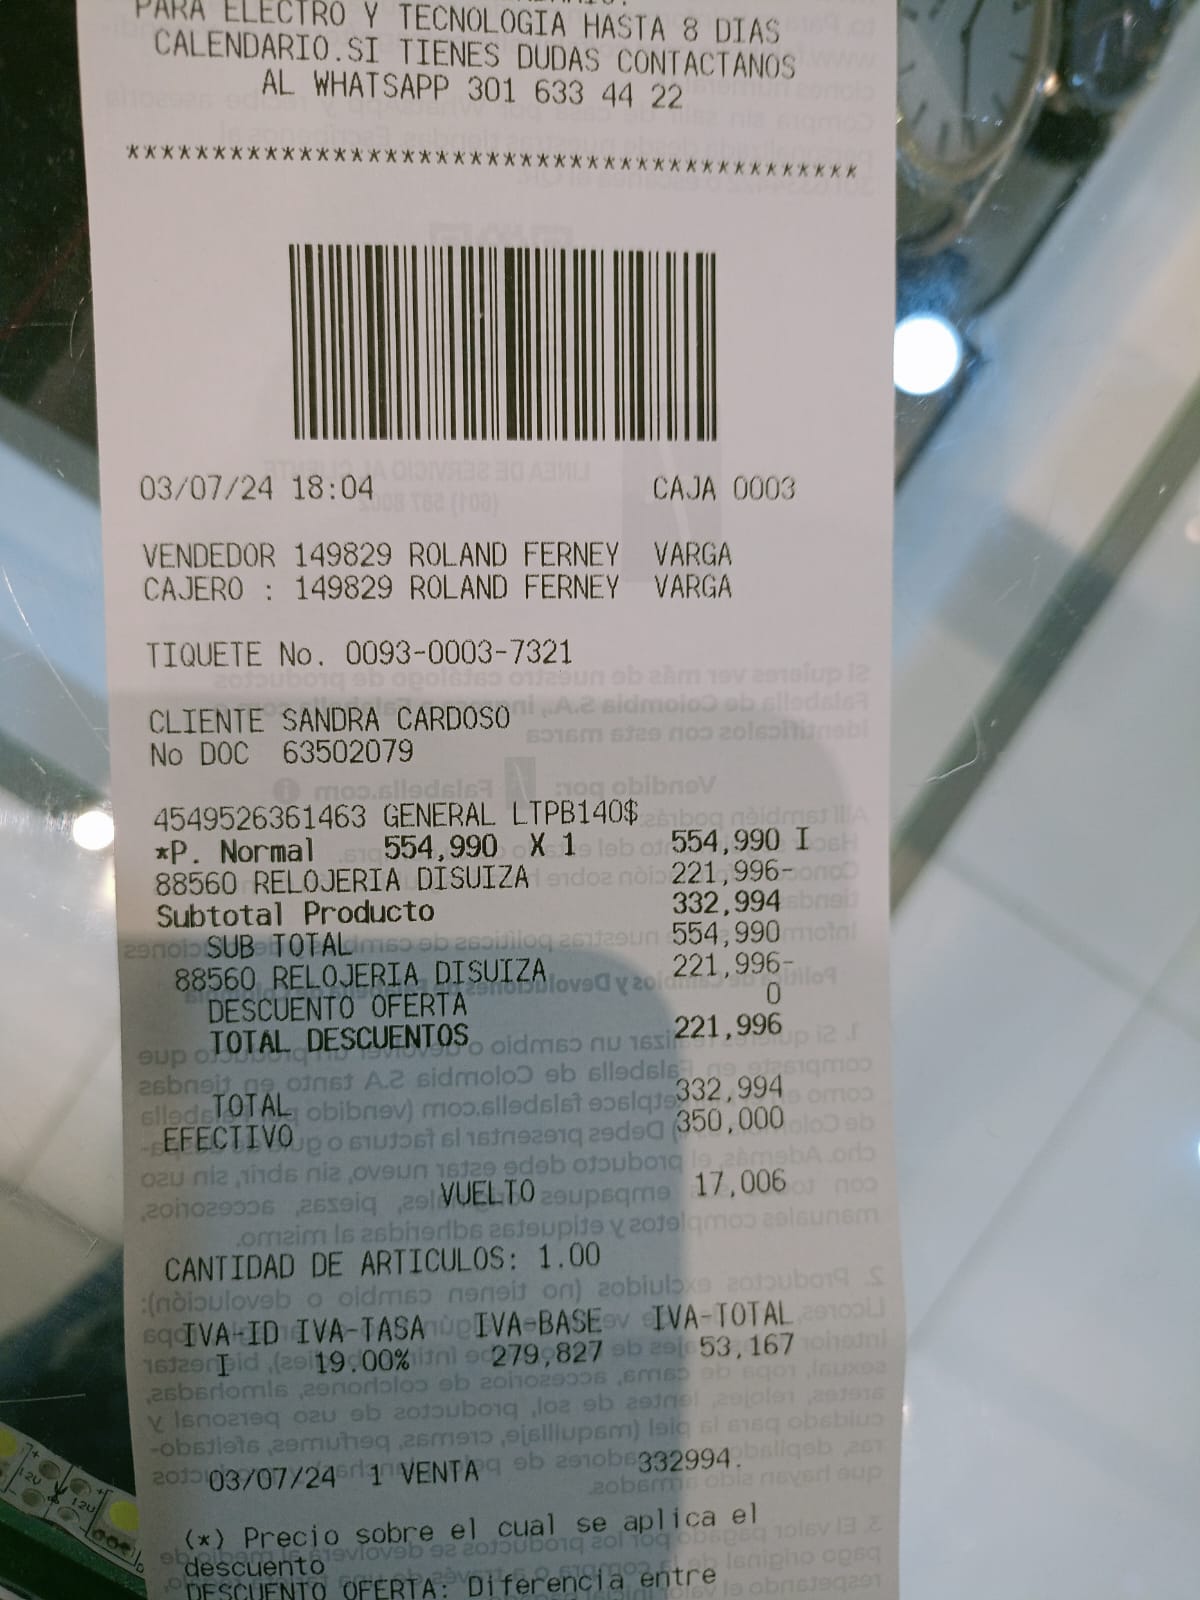 PARA ELECTRO Y TECNOLOGIA HASTA 8 DIAS
CALENDARIO.SI TIENES DUDAS CONTACTANOS
AL WHATSAPP 301 633 44 22
*******************************************
03/07/24 18:04 CAJA 0003
VENDEDOR 149829 ROLAND FERNEY VARGA
CAJERO : 149829 ROLAND FERNEY VARGA
TIQUETE No. 0093-0003-7321
CLIENTE SANDRA CARDOSO
No DOC 63502079
4549526361463 GENERAL LTPB140$
*P. Normal 554,990 X 1 554,990 I
88560 RELOJERIA DISUIZA 221,996-
Subtotal Producto 332,994
SUB TOTAL 554,990
88560 RELOJERIA DISUIZA 221,996-
DESCUENTO OFERTA 0
TOTAL DESCUENTOS 221,996
TOTAL 332,994
EFECTIVO 350,000
VUELTO 17,006
CANTIDAD DE ARTICULOS: 1.00
IVA-ID IVA-TASA IVA-BASE IVA-TOTAL
I 19.00% 279,827 53,167
03/07/24 1 VENTA 332994.
(*) Precio sobre el cual se aplica el
descuento
DESCUENTO OFERTA: Diferencia entre